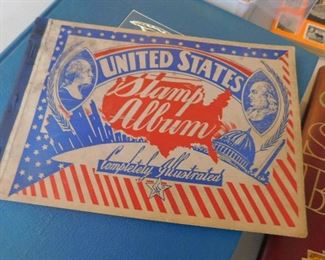 UNITED STATES
Stamp
Album
Completely Illustrated